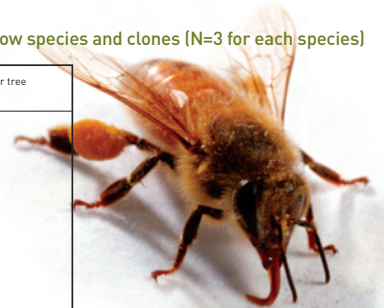 ow species and clones (N=3 for each species)
r tree